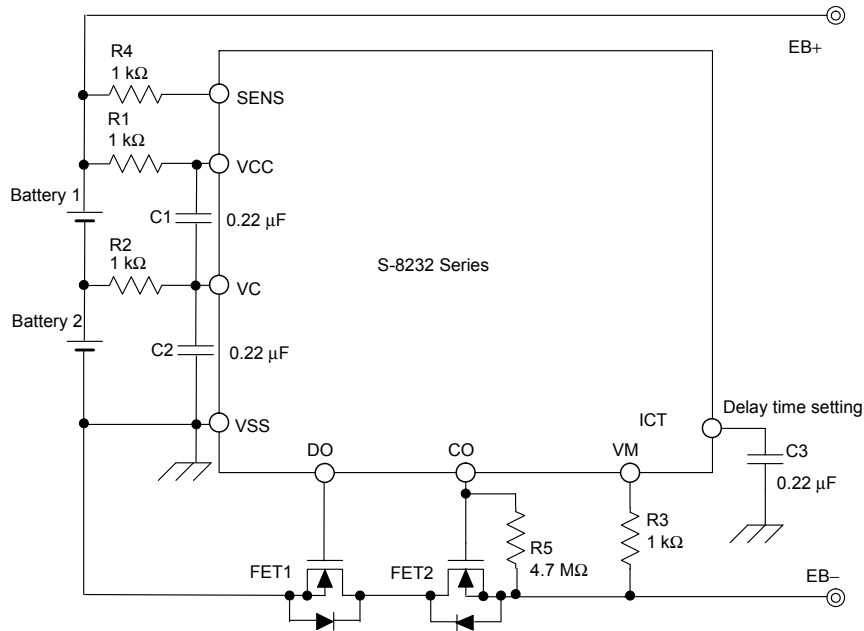 EB+
R4
1 kΩ
SENS
R1
1 kΩ
VCC
Battery 1
C1
0.22 μF
R2
1 kΩ
S-8232 Series
VC
Battery 2
C2
0.22 μF
VSS
ICT
Delay time setting
DO
CO
VM
C3
0.22 μF
R3
1 kΩ
R5
4.7 MΩ
FET1
FET2
EB−